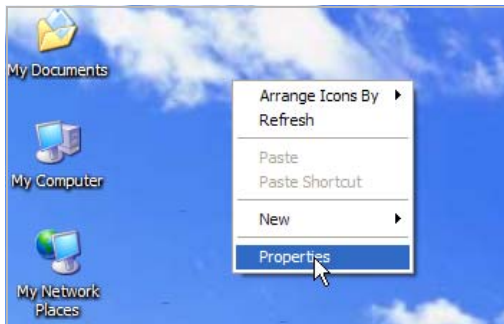 My Documents
My Computer
My Network
Places
Arrange Icons By
Refresh
Paste
Paste Shortcut
New
Properties